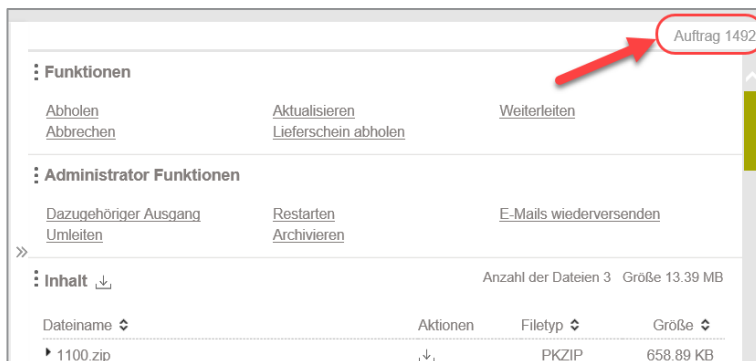 Auftrag 1492
Funktionen
Abholen Aktualisieren Weiterleiten
Abbrechen Lieferschein abholen
Administrator Funktionen
Dazugehöriger Ausgang Restarten E-Mails wiederversenden
Umleiten Archivieren
Inhalt Anzahl der Dateien 3 Größe 13.39 MB
Dateiname Aktionen Filetyp Größe
1100.zip PKZIP 658.89 KB